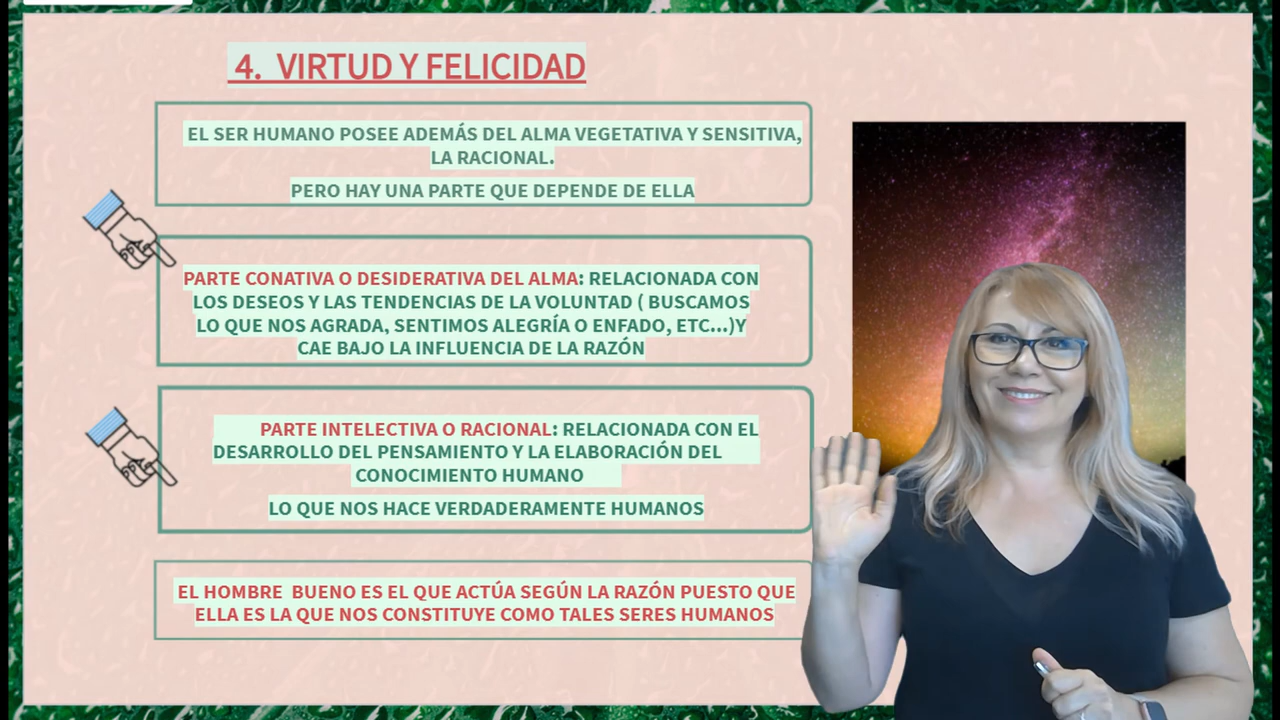 4. VIRTUD Y FELICIDAD
EL SER HUMANO POSEE ADEMÁS DEL ALMA VEGETATIVA Y SENSITIVA,
LA RACIONAL.
PERO HAY UNA PARTE QUE DEPENDE DE ELLA
PARTE CONATIVA O DESIDERATIVA DEL ALMA: RELACIONADA CON
LOS DESEOS Y LAS TENDENCIAS DE LA VOLUNTAD ( BUSCAMOS
LO QUE NOS AGRADA, SENTIMOS ALEGRÍA O ENFADO, ETC...)Y
CAE BAJO LA INFLUENCIA DE LA RAZÓN
PARTE INTELECTIVA O RACIONAL: RELACIONADA CON EL
DESARROLLO DEL PENSAMIENTO Y LA ELABORACIÓN DEL
CONOCIMIENTO HUMANO
LO QUE NOS HACE VERDADERAMENTE HUMANOS
EL HOMBRE BUENO ES EL QUE ACTÚA SEGÚN LA RAZÓN PUESTO QUE
ELLA ES LA QUE NOS CONSTITUYE COMO TALES SERES HUMANOS